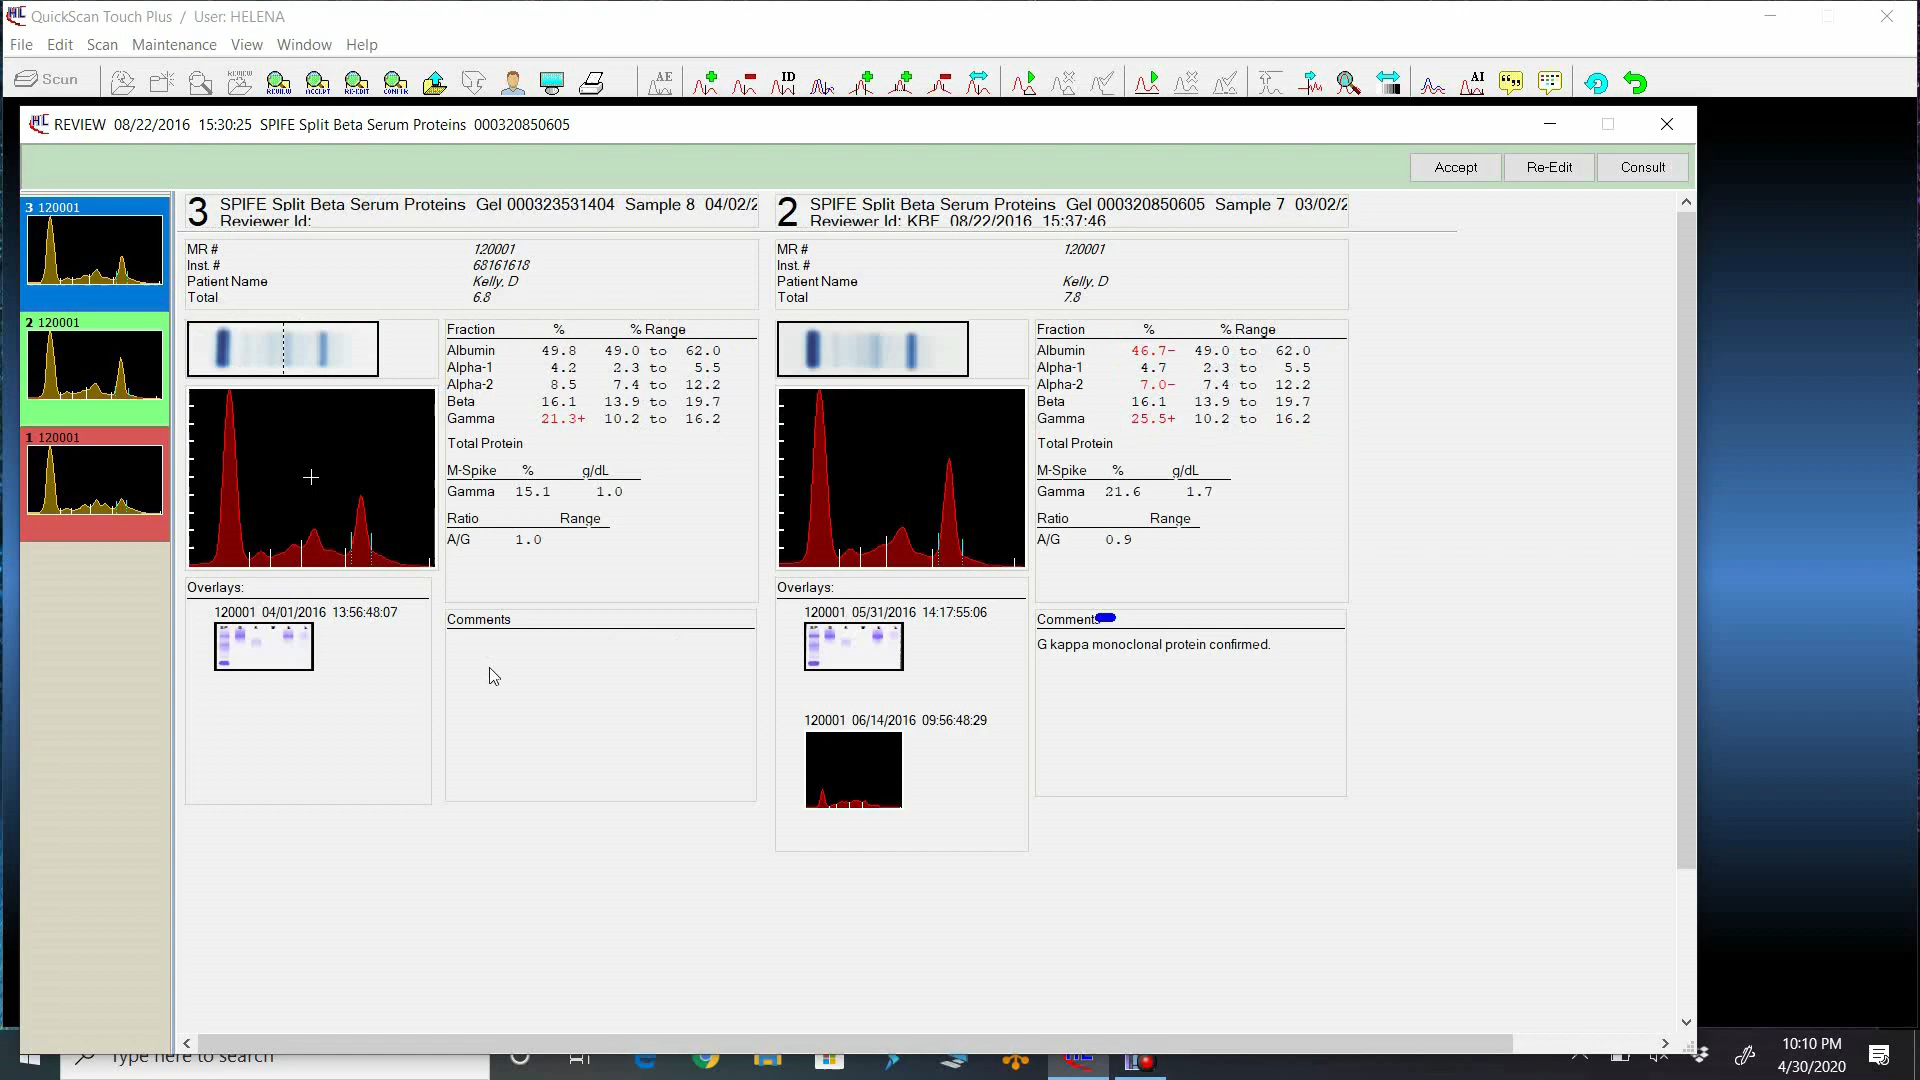 QuickScan Touch Plus / User: HELENA
File Edit Scan Maintenance View Window Help
Scan
REVIEW 08/22/2016 15:30:25 SPIFE Split Beta Serum Proteins 000320850605
Accept Re-Edit Consult
3 120001
2 120001
1 120001
3 SPIFE Split Beta Serum Proteins Gel 000323531404 Sample 8 04/02/2
Reviewer Id:
MR # 120001
Inst. # 68161618
Patient Name Kelly, D
Total 6.8
Fraction % % Range
Albumin 49.8 49.0 to 62.0
Alpha-1 4.2 2.3 to 5.5
Alpha-2 8.5 7.4 to 12.2
Beta 16.1 13.9 to 19.7
Gamma 21.3+ 10.2 to 16.2
Total Protein
M-Spike % g/dL
Gamma 15.1 1.0
Ratio Range
A/G 1.0
Overlays:
120001 04/01/2016 13:56:48:07
Comments
2 SPIFE Split Beta Serum Proteins Gel 000320850605 Sample 7 03/02/2
Reviewer Id: KBF 08/22/2016 15:37:46
MR # 120001
Inst. #
Patient Name Kelly, D
Total 7.8
Fraction % % Range
Albumin 46.7- 49.0 to 62.0
Alpha-1 4.7 2.3 to 5.5
Alpha-2 7.0- 7.4 to 12.2
Beta 16.1 13.9 to 19.7
Gamma 25.5+ 10.2 to 16.2
Total Protein
M-Spike % g/dL
Gamma 21.6 1.7
Ratio Range
A/G 0.9
Overlays:
120001 05/31/2016 14:17:55:06
120001 06/14/2016 09:56:48:29
Comments
G kappa monoclonal protein confirmed.
Type here to search
10:10 PM
4/30/2020